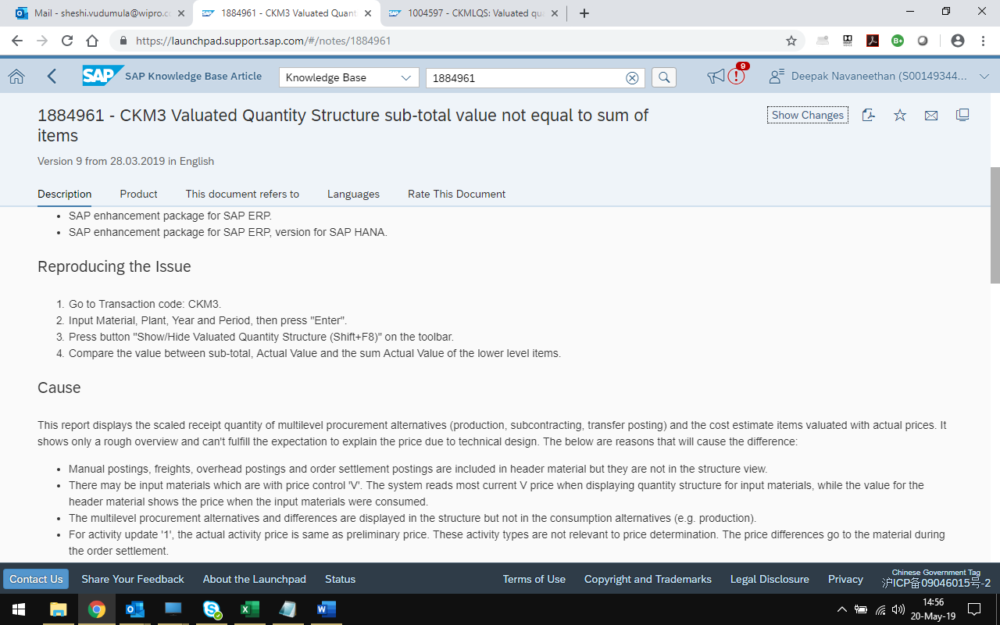 Mail - sheshi.vudumula@wipro.c
1884961 - CKM3 Valuated Quant
1004597 - CKMLQS: Valuated qu
https://launchpad.support.sap.com/#/notes/1884961
SAP SAP Knowledge Base Article
Knowledge Base
1884961
9
Deepak Navaneethan (S00149344...
1884961 - CKM3 Valuated Quantity Structure sub-total value not equal to sum of
items
Show Changes
Version 9 from 28.03.2019 in English
Description Product This document refers to Languages Rate This Document
• SAP enhancement package for SAP ERP.
• SAP enhancement package for SAP ERP, version for SAP HANA.
Reproducing the Issue
1. Go to Transaction code: CKM3.
2. Input Material, Plant, Year and Period, then press "Enter".
3. Press button "Show/Hide Valuated Quantity Structure (Shift+F8)" on the toolbar.
4. Compare the value between sub-total, Actual Value and the sum Actual Value of the lower level items.
Cause
This report displays the scaled receipt quantity of multilevel procurement alternatives (production, subcontracting, transfer posting) and the cost estimate items valuated with actual prices. It
shows only a rough overview and can't fulfill the expectation to explain the price due to technical design. The below are reasons that will cause the difference:
• Manual postings, freights, overhead postings and order settlement postings are included in header material but they are not in the structure view.
• There may be input materials which are with price control 'V'. The system reads most current V price when displaying quantity structure for input materials, while the value for the
header material shows the price when the input materials were consumed.
• The multilevel procurement alternatives and differences are displayed in the structure but not in the consumption alternatives (e.g. production).
• For activity update '1', the actual activity price is same as preliminary price. These activity types are not relevant to price determination. The price differences go to the material during
the order settlement.
Contact Us Share Your Feedback About the Launchpad Status Terms of Use Copyright and Trademarks Legal Disclosure Privacy
Chinese Government Tag
沪ICP备09046015号-2
14:56
20-May-19